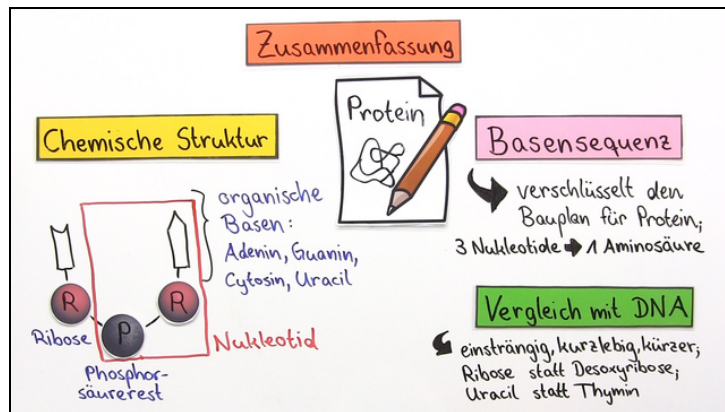 Zusammenfassung
Protein
Chemische Struktur
organische
Basen:
Adenin, Guanin,
Cytosin, Uracil
R
R
P
Ribose
Nukleotid
Phosphor-
säurerest
Basensequenz
verschlüsselt den
Bauplan für Protein;
3 Nukleotide → 1 Aminosäure
Vergleich mit DNA
einsträngig, kurzlebig, kürzer;
Ribose statt Desoxyribose;
Uracil statt Thymin